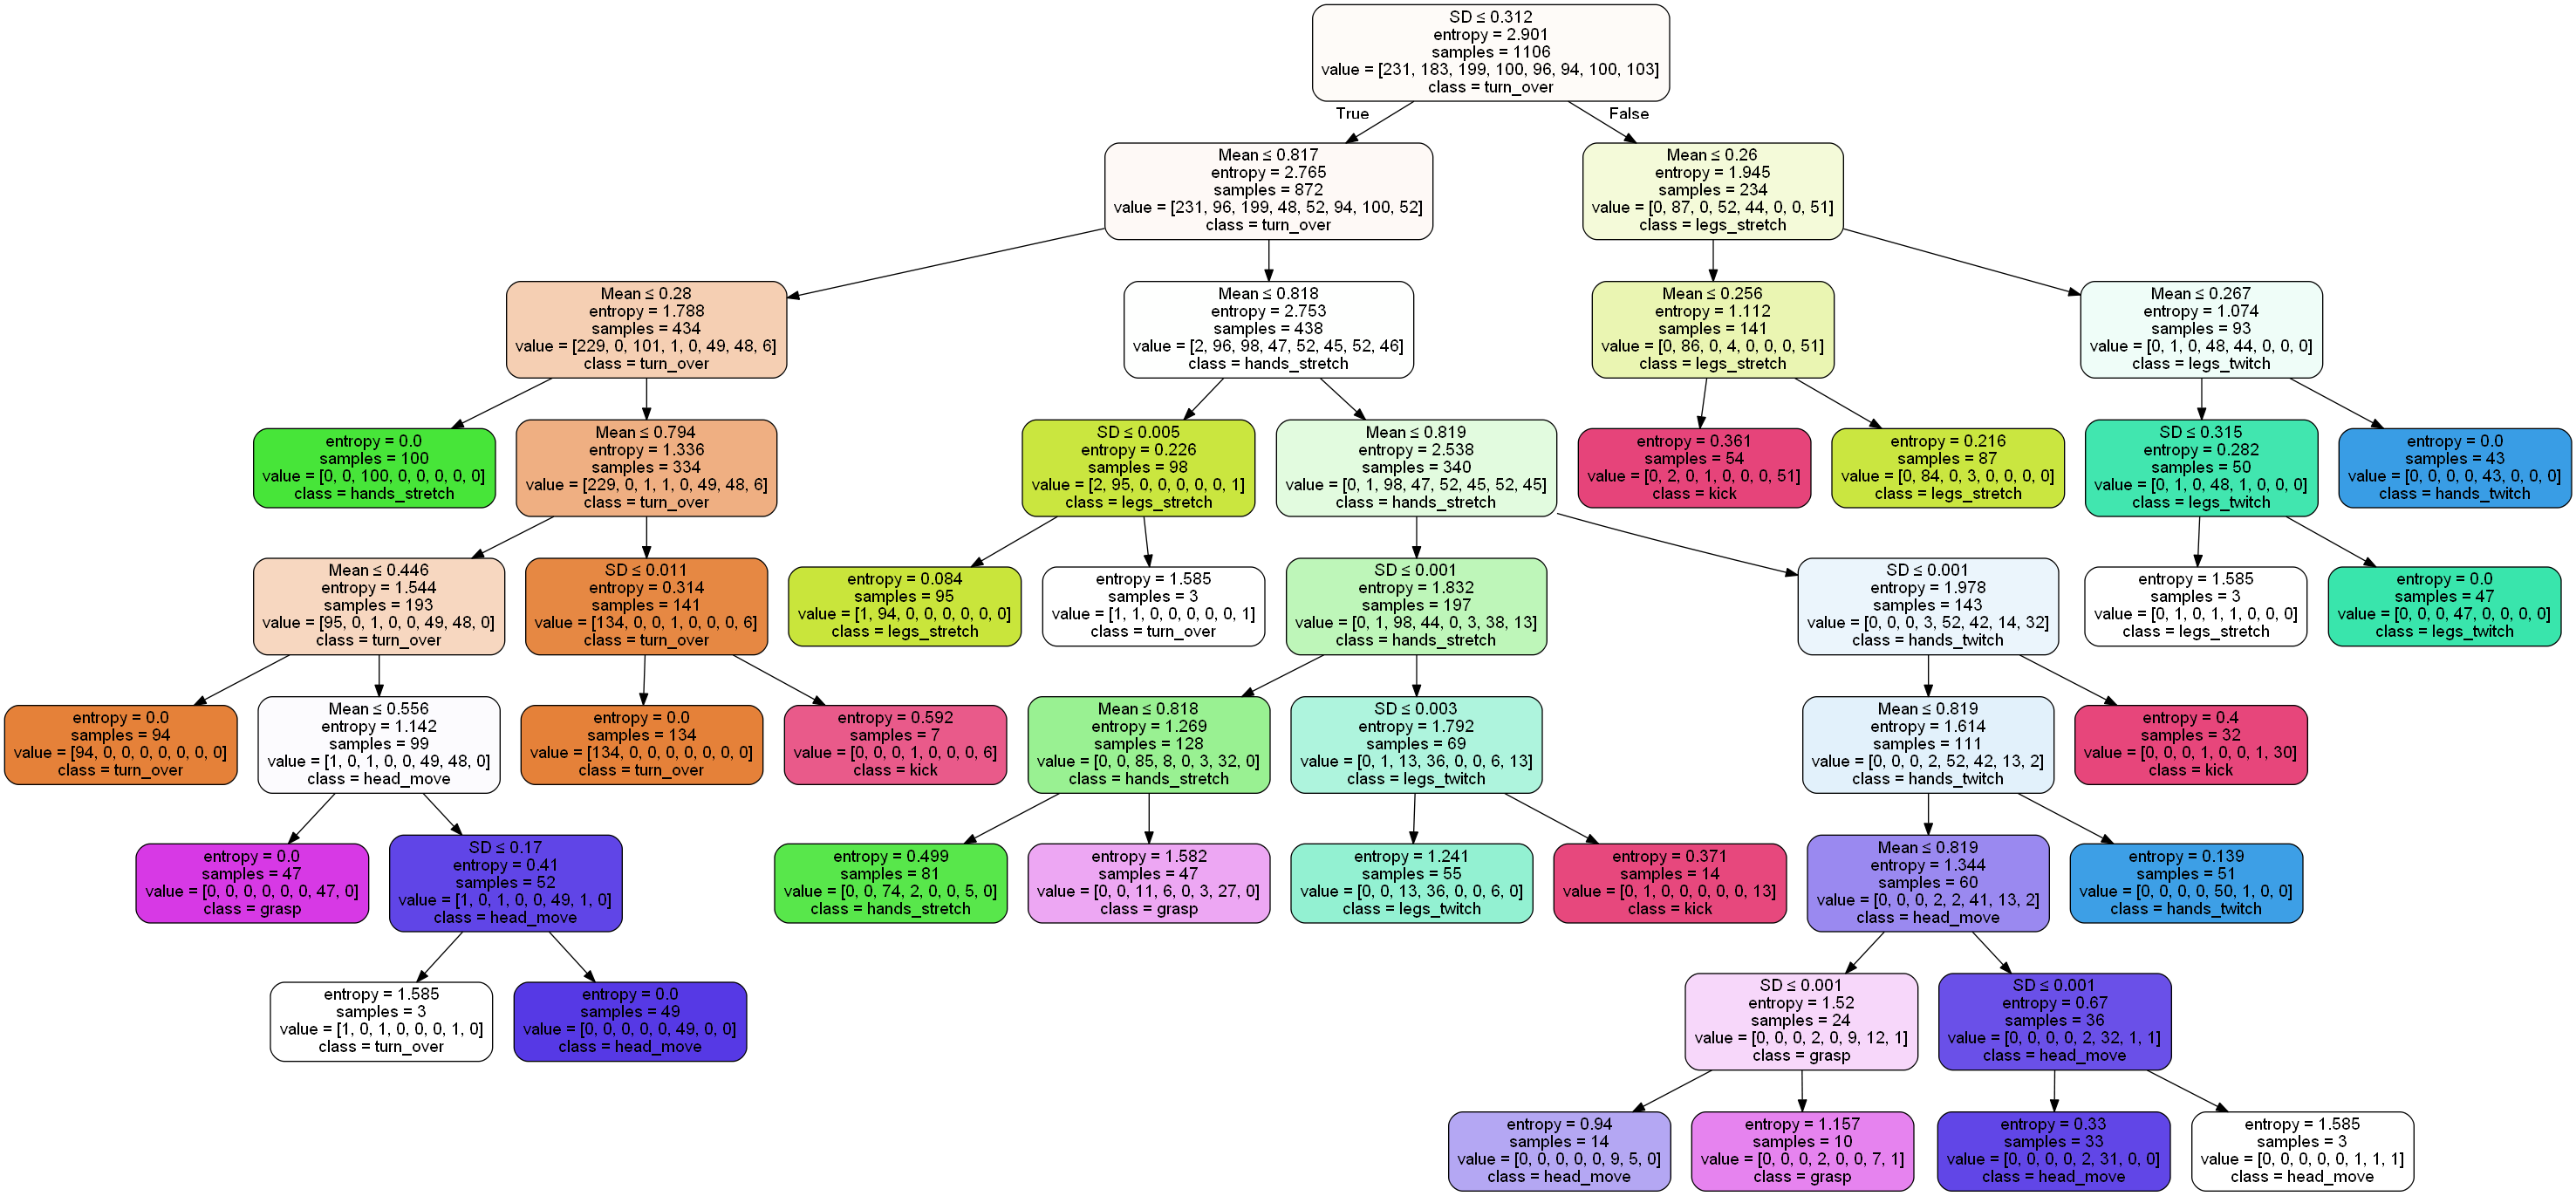 SD ≤ 0.312
entropy = 2.901
samples = 1106
value = [231, 183, 199, 100, 96, 94, 100, 103]
class = turn_over
True
False
Mean ≤ 0.817
entropy = 2.765
samples = 872
value = [231, 96, 199, 48, 52, 94, 100, 52]
class = turn_over
Mean ≤ 0.26
entropy = 1.945
samples = 234
value = [0, 87, 0, 52, 44, 0, 0, 51]
class = legs_stretch
Mean ≤ 0.28
entropy = 1.788
samples = 434
value = [229, 0, 101, 1, 0, 49, 48, 6]
class = turn_over
Mean ≤ 0.818
entropy = 2.753
samples = 438
value = [2, 96, 98, 47, 52, 45, 52, 46]
class = hands_stretch
Mean ≤ 0.256
entropy = 1.112
samples = 141
value = [0, 86, 0, 4, 0, 0, 0, 51]
class = legs_stretch
Mean ≤ 0.267
entropy = 1.074
samples = 93
value = [0, 1, 0, 48, 44, 0, 0, 0]
class = legs_twitch
entropy = 0.0
samples = 100
value = [0, 0, 100, 0, 0, 0, 0, 0]
class = hands_stretch
Mean ≤ 0.794
entropy = 1.336
samples = 334
value = [229, 0, 1, 1, 0, 49, 48, 6]
class = turn_over
SD ≤ 0.005
entropy = 0.226
samples = 98
value = [2, 95, 0, 0, 0, 0, 0, 1]
class = legs_stretch
Mean ≤ 0.819
entropy = 2.538
samples = 340
value = [0, 1, 98, 47, 52, 45, 52, 45]
class = hands_stretch
entropy = 0.361
samples = 54
value = [0, 2, 0, 1, 0, 0, 0, 51]
class = kick
entropy = 0.216
samples = 87
value = [0, 84, 0, 3, 0, 0, 0, 0]
class = legs_stretch
SD ≤ 0.315
entropy = 0.282
samples = 50
value = [0, 1, 0, 48, 1, 0, 0, 0]
class = legs_twitch
entropy = 0.0
samples = 43
value = [0, 0, 0, 0, 43, 0, 0, 0]
class = hands_twitch
Mean ≤ 0.446
entropy = 1.544
samples = 193
value = [95, 0, 1, 0, 0, 49, 48, 0]
class = turn_over
SD ≤ 0.011
entropy = 0.314
samples = 141
value = [134, 0, 0, 1, 0, 0, 0, 6]
class = turn_over
entropy = 0.084
samples = 95
value = [1, 94, 0, 0, 0, 0, 0, 0]
class = legs_stretch
entropy = 1.585
samples = 3
value = [1, 1, 0, 0, 0, 0, 0, 1]
class = turn_over
SD ≤ 0.001
entropy = 1.832
samples = 197
value = [0, 1, 98, 44, 0, 3, 38, 13]
class = hands_stretch
SD ≤ 0.001
entropy = 1.978
samples = 143
value = [0, 0, 0, 3, 52, 42, 14, 32]
class = hands_twitch
entropy = 1.585
samples = 3
value = [0, 1, 0, 1, 1, 0, 0, 0]
class = legs_stretch
entropy = 0.0
samples = 47
value = [0, 0, 0, 47, 0, 0, 0, 0]
class = legs_twitch
entropy = 0.0
samples = 94
value = [94, 0, 0, 0, 0, 0, 0, 0]
class = turn_over
Mean ≤ 0.556
entropy = 1.142
samples = 99
value = [1, 0, 1, 0, 0, 49, 48, 0]
class = head_move
entropy = 0.0
samples = 134
value = [134, 0, 0, 0, 0, 0, 0, 0]
class = turn_over
entropy = 0.592
samples = 7
value = [0, 0, 0, 1, 0, 0, 0, 6]
class = kick
Mean ≤ 0.818
entropy = 1.269
samples = 128
value = [0, 0, 85, 8, 0, 3, 32, 0]
class = hands_stretch
SD ≤ 0.003
entropy = 1.792
samples = 69
value = [0, 1, 13, 36, 0, 0, 6, 13]
class = legs_twitch
Mean ≤ 0.819
entropy = 1.614
samples = 111
value = [0, 0, 0, 2, 52, 42, 13, 2]
class = hands_twitch
entropy = 0.4
samples = 32
value = [0, 0, 0, 1, 0, 0, 1, 30]
class = kick
entropy = 0.0
samples = 47
value = [0, 0, 0, 0, 0, 0, 47, 0]
class = grasp
SD ≤ 0.17
entropy = 0.41
samples = 52
value = [1, 0, 1, 0, 0, 49, 1, 0]
class = head_move
entropy = 0.499
samples = 81
value = [0, 0, 74, 2, 0, 0, 5, 0]
class = hands_stretch
entropy = 1.582
samples = 47
value = [0, 0, 11, 6, 0, 3, 27, 0]
class = grasp
entropy = 1.241
samples = 55
value = [0, 0, 13, 36, 0, 0, 6, 0]
class = legs_twitch
entropy = 0.371
samples = 14
value = [0, 1, 0, 0, 0, 0, 0, 13]
class = kick
Mean ≤ 0.819
entropy = 1.344
samples = 60
value = [0, 0, 0, 2, 2, 41, 13, 2]
class = head_move
entropy = 0.139
samples = 51
value = [0, 0, 0, 0, 50, 1, 0, 0]
class = hands_twitch
entropy = 1.585
samples = 3
value = [1, 0, 1, 0, 0, 0, 1, 0]
class = turn_over
entropy = 0.0
samples = 49
value = [0, 0, 0, 0, 0, 49, 0, 0]
class = head_move
SD ≤ 0.001
entropy = 1.52
samples = 24
value = [0, 0, 0, 2, 0, 9, 12, 1]
class = grasp
SD ≤ 0.001
entropy = 0.67
samples = 36
value = [0, 0, 0, 0, 2, 32, 1, 1]
class = head_move
entropy = 0.94
samples = 14
value = [0, 0, 0, 0, 0, 9, 5, 0]
class = head_move
entropy = 1.157
samples = 10
value = [0, 0, 0, 2, 0, 0, 7, 1]
class = grasp
entropy = 0.33
samples = 33
value = [0, 0, 0, 0, 2, 31, 0, 0]
class = head_move
entropy = 1.585
samples = 3
value = [0, 0, 0, 0, 0, 1, 1, 1]
class = head_move